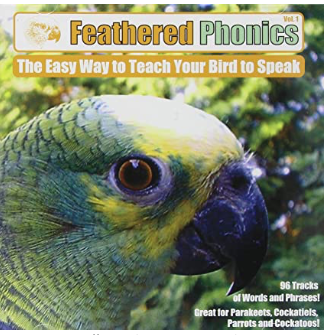 Vol. 1
Feathered Phonics
The Easy Way to Teach Your Bird to Speak
96 Tracks
of Words and Phrases!
Great for Parakeets, Cockatiels,
Parrots and Cockatoos!